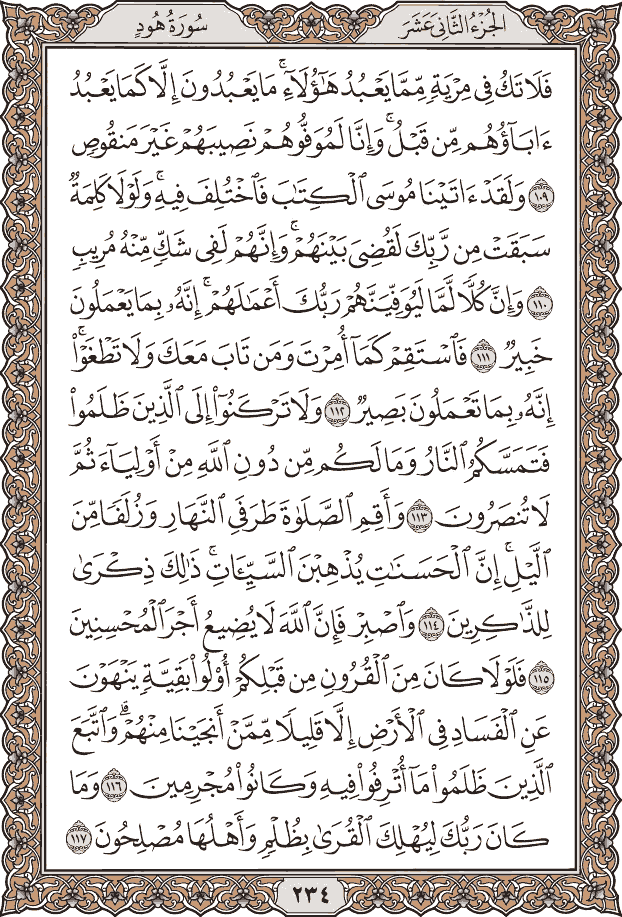 الجُزْءُ الثَّانِي عَشَرَ سُورَةُ هُودٍ
فَلَا تَكُ فِي مِرْيَةٍ مِّمَّا يَعْبُدُ هَٰٓؤُلَآءِۚ مَا يَعْبُدُونَ إِلَّا كَمَا يَعْبُدُ
ءَابَآؤُهُم مِّن قَبْلُۚ وَإِنَّا لَمُوَفُّوهُمْ نَصِيبَهُمْ غَيْرَ مَنقُوصٍ
١٠٩ وَلَقَدْ ءَاتَيْنَا مُوسَى ٱلْكِتَٰبَ فَٱخْتُلِفَ فِيهِۚ وَلَوْلَا كَلِمَةٌ
سَبَقَتْ مِن رَّبِّكَ لَقُضِيَ بَيْنَهُمْۚ وَإِنَّهُمْ لَفِي شَكٍّ مِّنْهُ مُرِيبٍ
١١٠ وَإِنَّ كُلًّا لَّمَّا لَيُوَفِّيَنَّهُمْ رَبُّكَ أَعْمَٰلَهُمْۚ إِنَّهُۥ بِمَا يَعْمَلُونَ
خَبِيرٌ ١١١ فَٱسْتَقِمْ كَمَآ أُمِرْتَ وَمَن تَابَ مَعَكَ وَلَا تَطْغَوْا۟ۚ
إِنَّهُۥ بِمَا تَعْمَلُونَ بَصِيرٌ ١١٢ وَلَا تَرْكَنُوٓا۟ إِلَى ٱلَّذِينَ ظَلَمُوا۟
فَتَمَسَّكُمُ ٱلنَّارُ وَمَا لَكُم مِّن دُونِ ٱللَّهِ مِنْ أَوْلِيَآءَ ثُمَّ
لَا تُنصَرُونَ ١١٣ وَأَقِمِ ٱلصَّلَوٰةَ طَرَفَيِ ٱلنَّهَارِ وَزُلَفًا مِّنَ
ٱلَّيْلِۚ إِنَّ ٱلْحَسَنَٰتِ يُذْهِبْنَ ٱلسَّيِّـَٔاتِۚ ذَٰلِكَ ذِكْرَىٰ
لِلذَّٰكِرِينَ ١١٤ وَٱصْبِرْ فَإِنَّ ٱللَّهَ لَا يُضِيعُ أَجْرَ ٱلْمُحْسِنِينَ
١١٥ فَلَوْلَا كَانَ مِنَ ٱلْقُرُونِ مِن قَبْلِكُمْ أُو۟لُوا۟ بَقِيَّةٍ يَنْهَوْنَ
عَنِ ٱلْفَسَادِ فِي ٱلْأَرْضِ إِلَّا قَلِيلًا مِّمَّنْ أَنجَيْنَا مِنْهُمْۗ وَٱتَّبَعَ
ٱلَّذِينَ ظَلَمُوا۟ مَآ أُتْرِفُوا۟ فِيهِ وَكَانُوا۟ مُجْرِمِينَ ١١٦ وَمَا
كَانَ رَبُّكَ لِيُهْلِكَ ٱلْقُرَىٰ بِظُلْمٍ وَأَهْلُهَا مُصْلِحُونَ ١١٧
٢٣٤